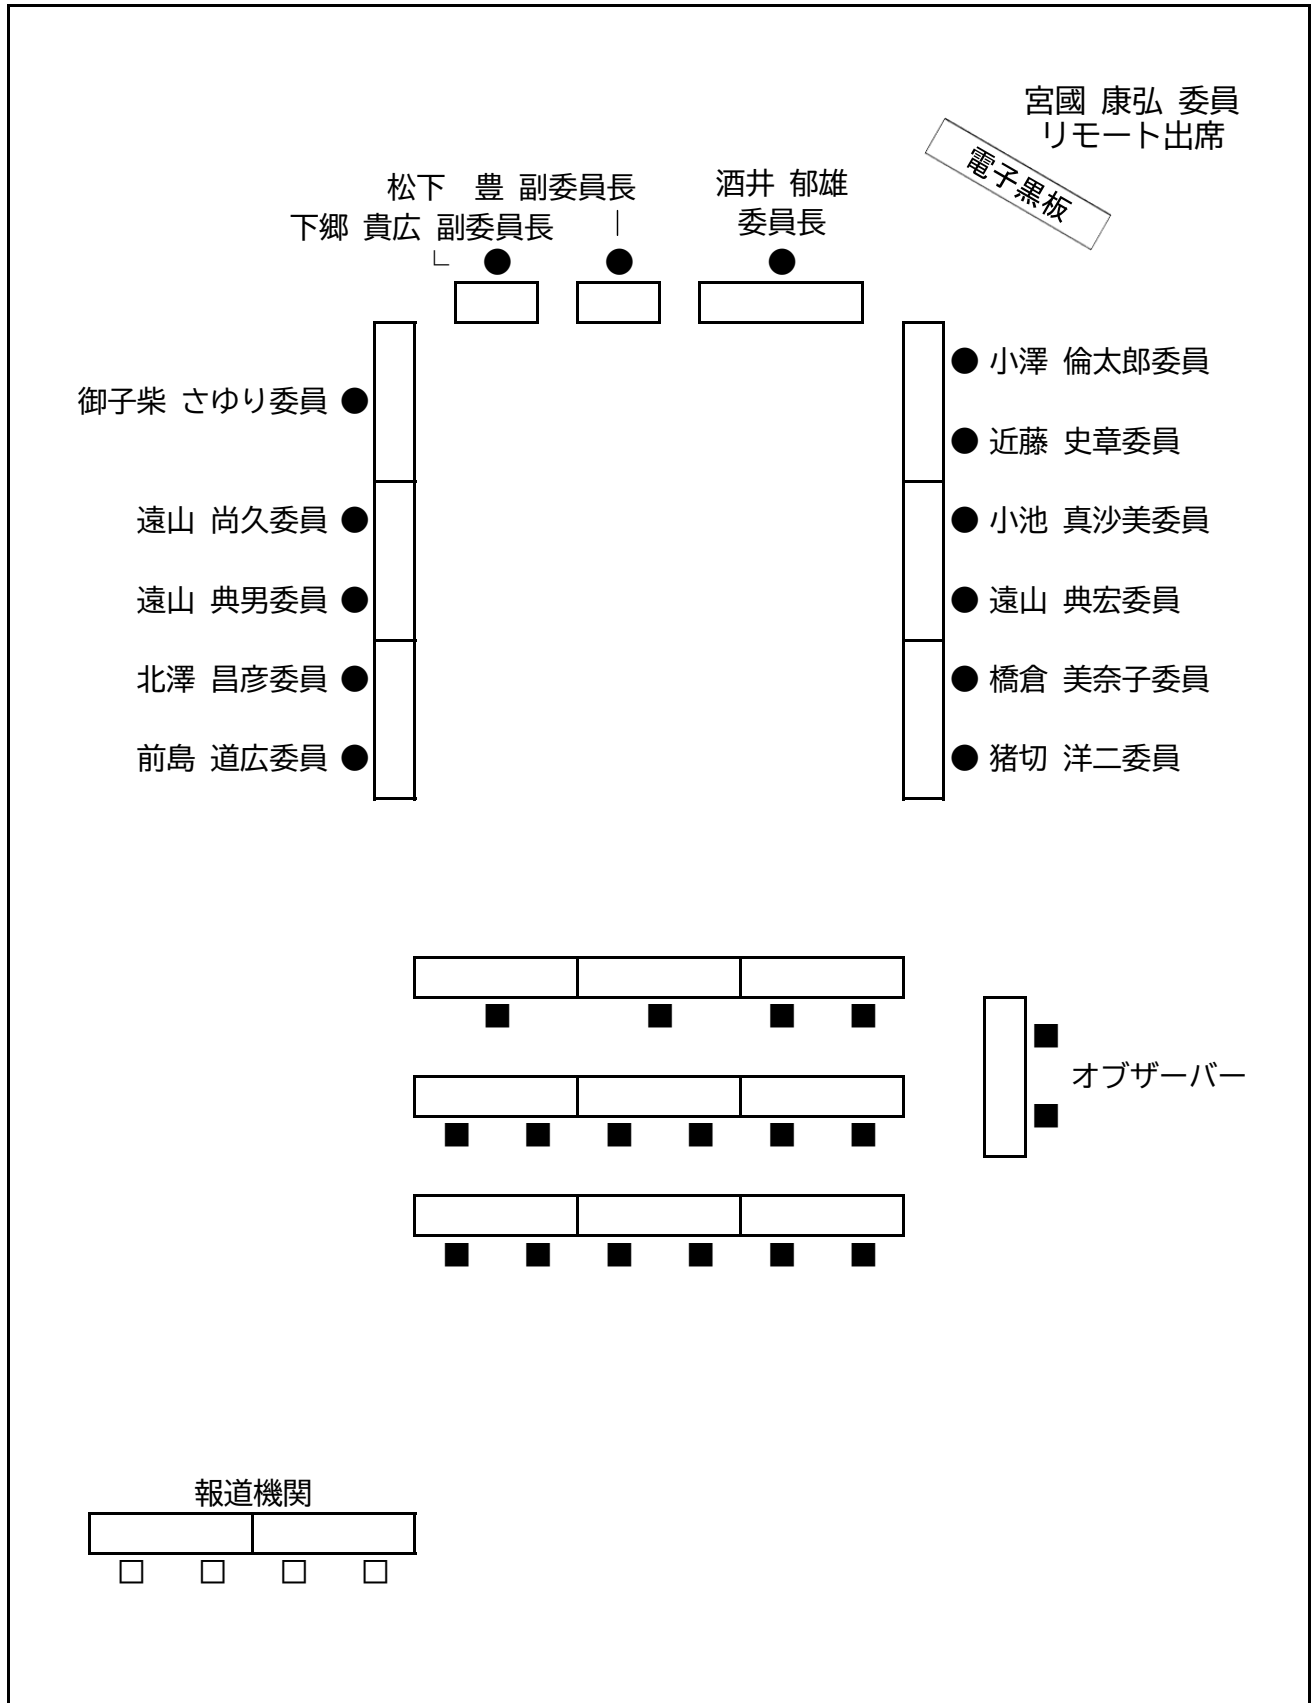 宮國 康弘 委員
リモート出席
電子黒板
松下 豊 副委員長
下郷 貴広 副委員長
酒井 郁雄
委員長
御子柴 さゆり委員
遠山 尚久委員
遠山 典男委員
北澤 昌彦委員
前島 道広委員
小澤 倫太郎委員
近藤 史章委員
小池 真沙美委員
遠山 典宏委員
橋倉 美奈子委員
猪切 洋二委員
オブザーバー
報道機関